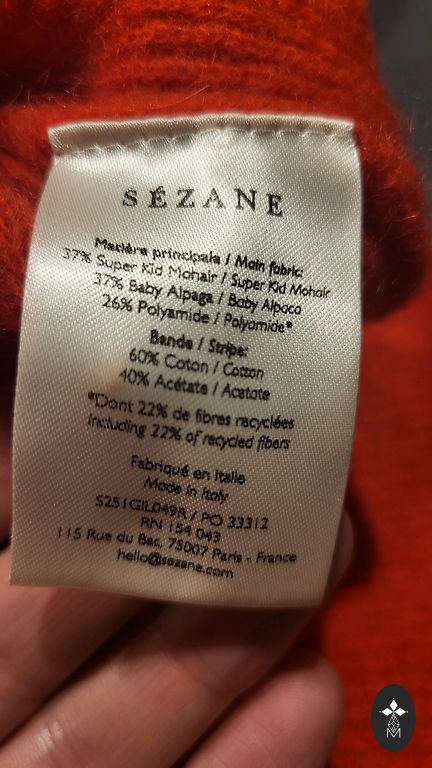 SÉZANE
Matière principale / Main fabric:
37% Super Kid Mohair / Super Kid Mohair
37% Baby Alpaga / Baby Alpaca
26% Polyamide / Polyamide*
Bande / Stripe:
60% Coton / Cotton
40% Acétate / Acetate
*Dont 22% de fibres recyclées
including 22% of recycled fibers
Fabriqué en Italie
Made in Italy
S251GIL049R / PO 33312
RN 154 043
115 Rue du Bac, 75007 Paris - France
hello@sezane.com
M